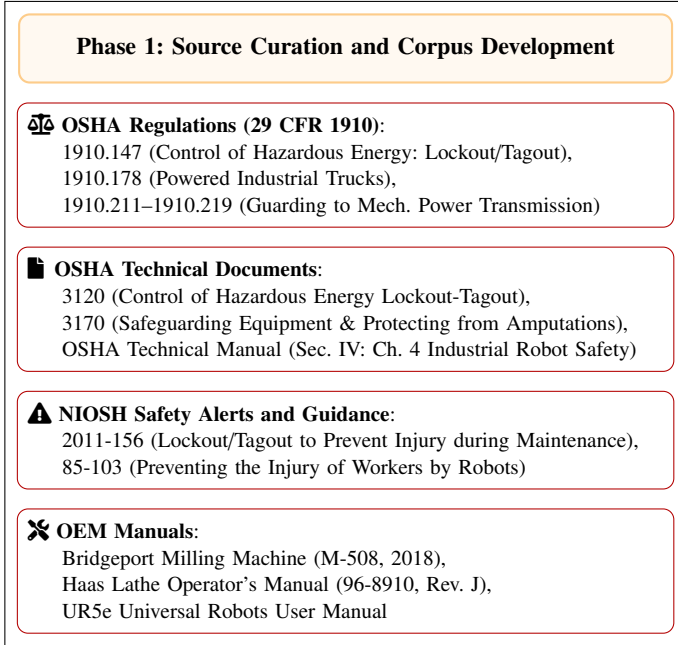 Phase 1: Source Curation and Corpus Development
OSHA Regulations (29 CFR 1910):
1910.147 (Control of Hazardous Energy: Lockout/Tagout),
1910.178 (Powered Industrial Trucks),
1910.211–1910.219 (Guarding to Mech. Power Transmission)
OSHA Technical Documents:
3120 (Control of Hazardous Energy Lockout-Tagout),
3170 (Safeguarding Equipment & Protecting from Amputations),
OSHA Technical Manual (Sec. IV: Ch. 4 Industrial Robot Safety)
NIOSH Safety Alerts and Guidance:
2011-156 (Lockout/Tagout to Prevent Injury during Maintenance),
85-103 (Preventing the Injury of Workers by Robots)
OEM Manuals:
Bridgeport Milling Machine (M-508, 2018),
Haas Lathe Operator's Manual (96-8910, Rev. J),
UR5e Universal Robots User Manual